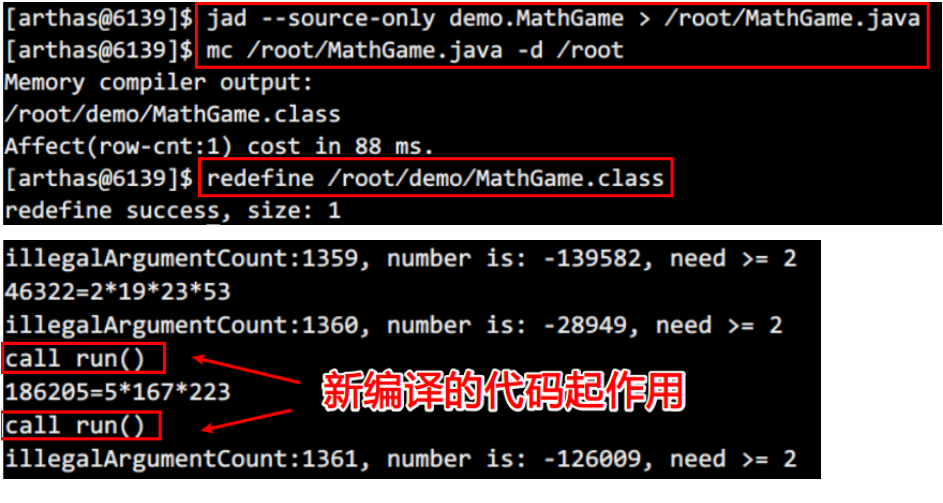 [arthas@6139]$ jad --source-only demo.MathGame > /root/MathGame.java
[arthas@6139]$ mc /root/MathGame.java -d /root
Memory compiler output:
/root/demo/MathGame.class
Affect(row-cnt:1) cost in 88 ms.
[arthas@6139]$ redefine /root/demo/MathGame.class
redefine success, size: 1
illegalArgumentCount:1359, number is: -139582, need >= 2
46322=2*19*23*53
illegalArgumentCount:1360, number is: -28949, need >= 2
call run()
186205=5*167*223
新编译的代码起作用
call run()
illegalArgumentCount:1361, number is: -126009, need >= 2